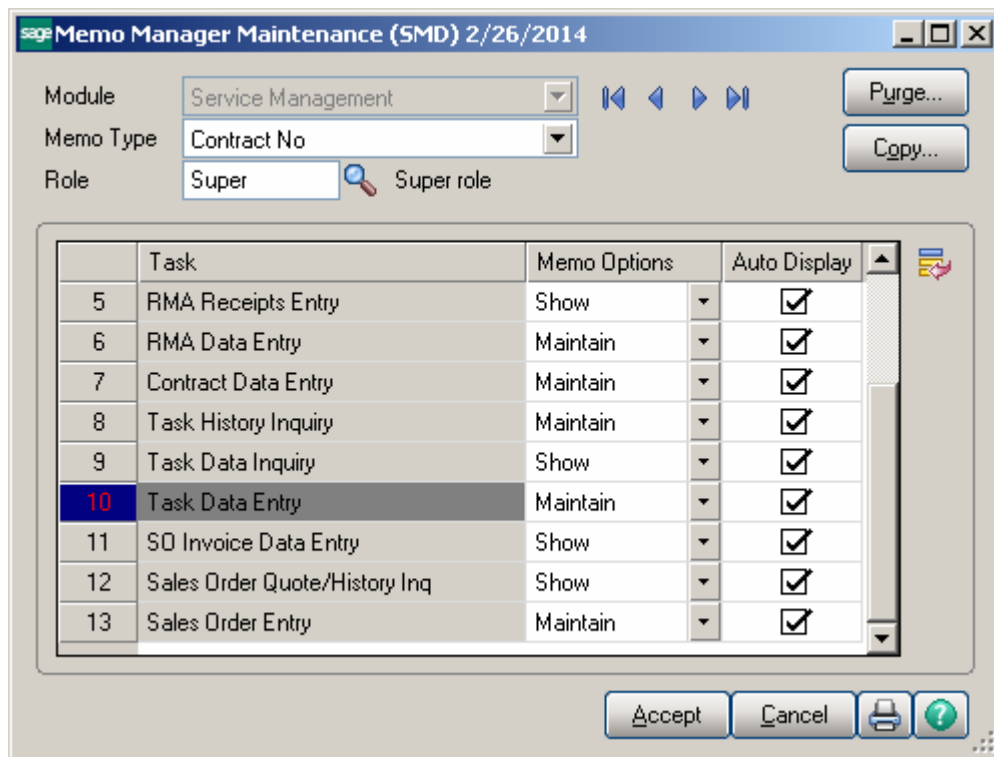 sage Memo Manager Maintenance (SMD) 2/26/2014
Module Service Management Purge...
Memo Type Contract No Copy...
Role Super Super role
Task Memo Options Auto Display
5 RMA Receipts Entry Show
6 RMA Data Entry Maintain
7 Contract Data Entry Maintain
8 Task History Inquiry Maintain
9 Task Data Inquiry Show
10 Task Data Entry Maintain
11 SO Invoice Data Entry Show
12 Sales Order Quote/History Inq Show
13 Sales Order Entry Maintain
Accept Cancel ?